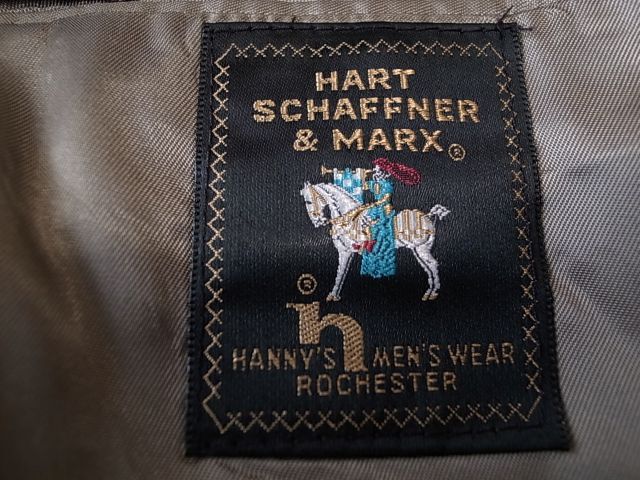 HART
SCHAFFNER
& MARX®
® h
HANNY'S MEN'S WEAR
ROCHESTER